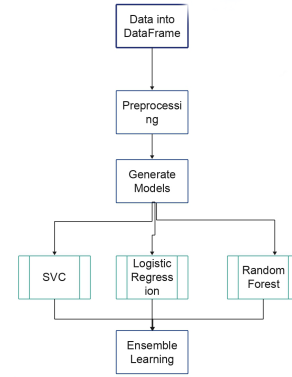 Data into
DataFrame
Preprocessi
ng
Generate
Models
SVC
Logistic
Regress
ion
Random
Forest
Ensemble
Learning